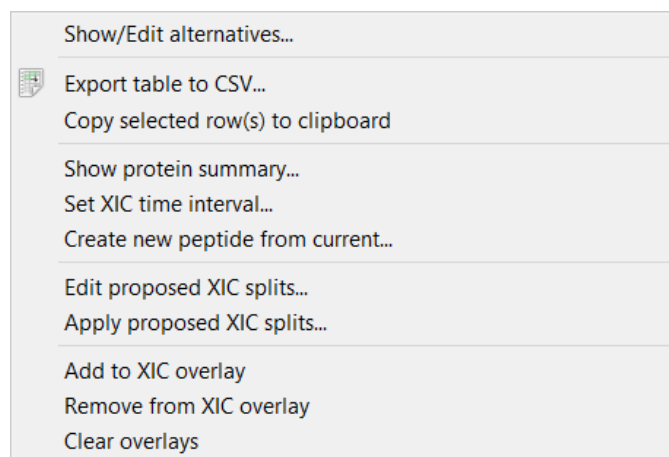 Show/Edit alternatives...
Export table to CSV...
Copy selected row(s) to clipboard
Show protein summary...
Set XIC time interval...
Create new peptide from current...
Edit proposed XIC splits...
Apply proposed XIC splits...
Add to XIC overlay
Remove from XIC overlay
Clear overlays